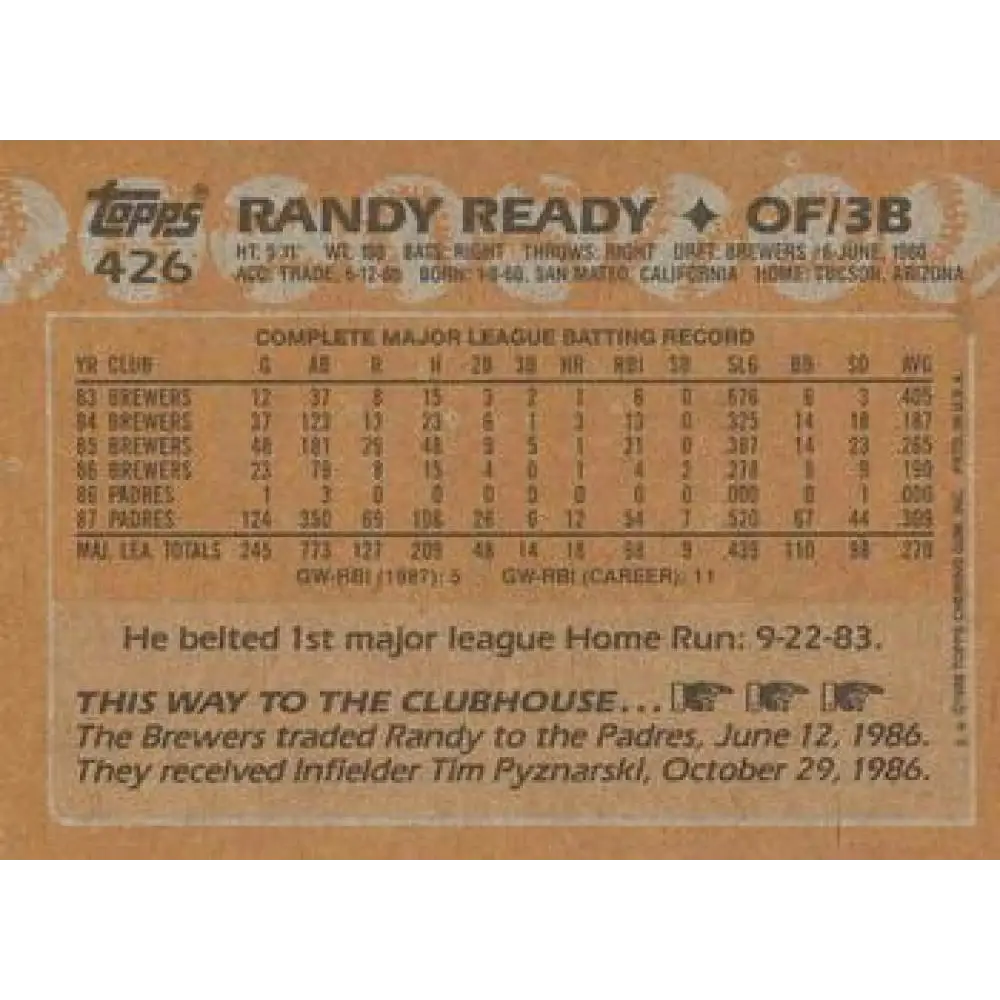 topps®
426
RANDY READY ✦ OF/3B
HT: 5'11" WT: 180 BATS: RIGHT THROWS: RIGHT DRFT: BREWERS #6-JUNE, 1980
ACQ: TRADE, 6-12-86 BORN: 1-8-60, SAN MATEO, CALIFORNIA HOME: TUCSON, ARIZONA
COMPLETE MAJOR LEAGUE BATTING RECORD
YR CLUB G AB R H 2B 3B HR RBI SB SLG BB SO AVG
83 BREWERS 12 37 8 15 3 2 1 6 0 .676 6 3 .405
84 BREWERS 37 123 13 23 6 1 3 13 0 .325 14 18 .187
85 BREWERS 48 181 29 48 9 5 1 21 0 .387 14 23 .265
86 BREWERS 23 79 8 15 4 0 1 4 2 .278 9 9 .190
86 PADRES 1 3 0 0 0 0 0 0 0 .000 0 1 .000
87 PADRES 124 350 69 108 26 6 12 54 7 .520 67 44 .309
MAJ. LEA. TOTALS 245 773 127 209 48 14 18 98 9 .439 110 98 .270
GW-RBI (1987): 5 GW-RBI (CAREER): 11
He belted 1st major league Home Run: 9-22-83.
THIS WAY TO THE CLUBHOUSE...
The Brewers traded Randy to the Padres, June 12, 1986.
They received Infielder Tim Pyznarski, October 29, 1986.
© 1988 TOPPS CHEWING GUM, INC. PRTD. IN U.S.A.